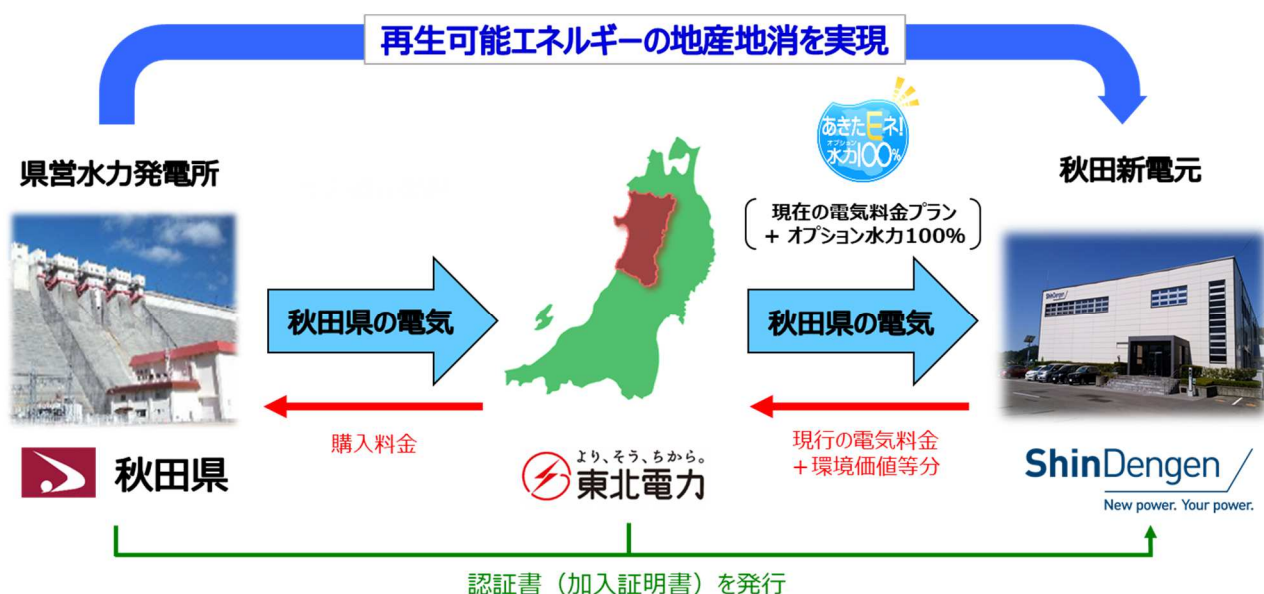 再生可能エネルギーの地産地消を実現
あきたEネ!
オプション
水力100%
県営水力発電所
秋田新電元
現在の電気料金プラン
+ オプション水力100%
ShinDengen
秋田県の電気
秋田県の電気
購入料金
現行の電気料金
+環境価値等分
秋田県
より、そう、ちから。
東北電力
ShinDengen
New power. Your power.
認証書（加入証明書）を発行